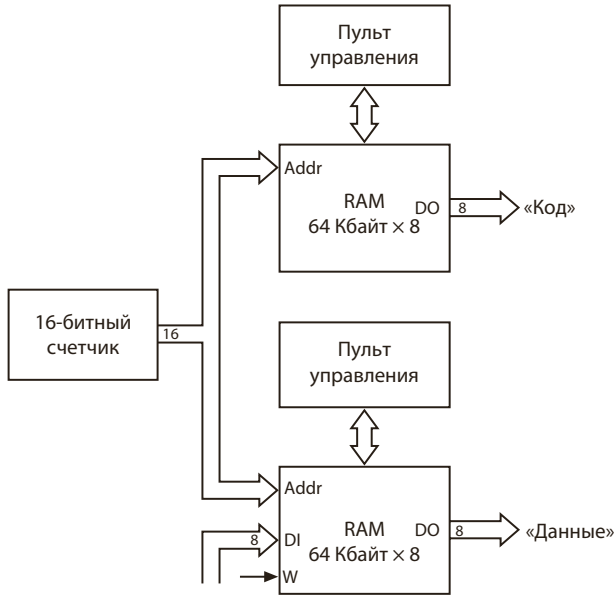 Пульт
управления
Addr
RAM
64 Кбайт × 8
DO
8
«Код»
16-битный
счетчик
16
Пульт
управления
Addr
8
DI
W
RAM
64 Кбайт × 8
DO
8
«Данные»